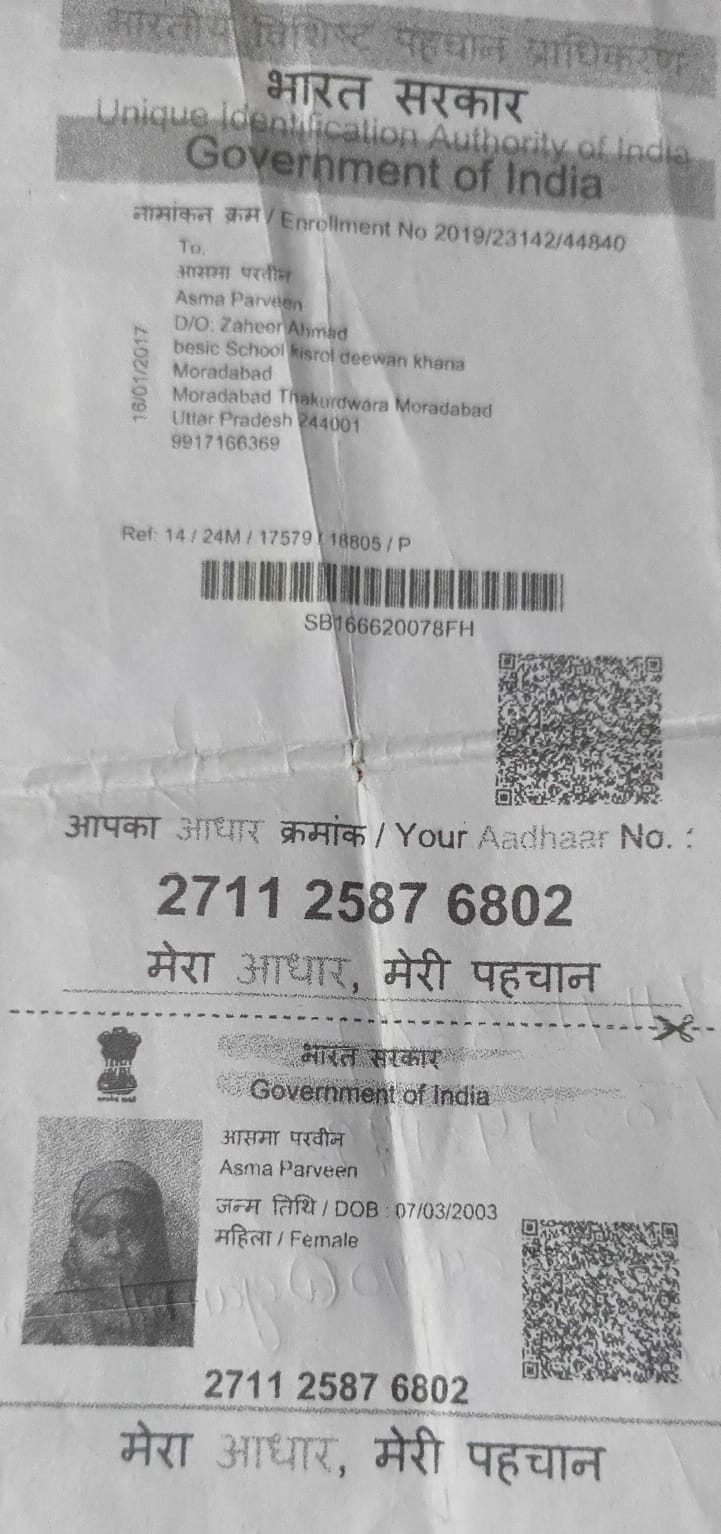 भारतीय विशिष्ट पहचान प्राधिकरण
भारत सरकार
Unique Identification Authority of India
Government of India
नामांकन क्रम / Enrollment No 2019/23142/44840
To,
आसमा परवीन
Asma Parveen
D/O: Zaheer Ahmad
besic School kisrol deewan khana
Moradabad
Moradabad Thakurdwara Moradabad
Uttar Pradesh 244001
9917166369
16/01/2017
Ref: 14 / 24M / 17579 / 18805 / P
SB166620078FH
आपका आधार क्रमांक / Your Aadhaar No. :
2711 2587 6802
मेरा आधार, मेरी पहचान
भारत सरकार
Government of India
आसमा परवीन
Asma Parveen
जन्म तिथि / DOB : 07/03/2003
महिला / Female
2711 2587 6802
मेरा आधार, मेरी पहचान